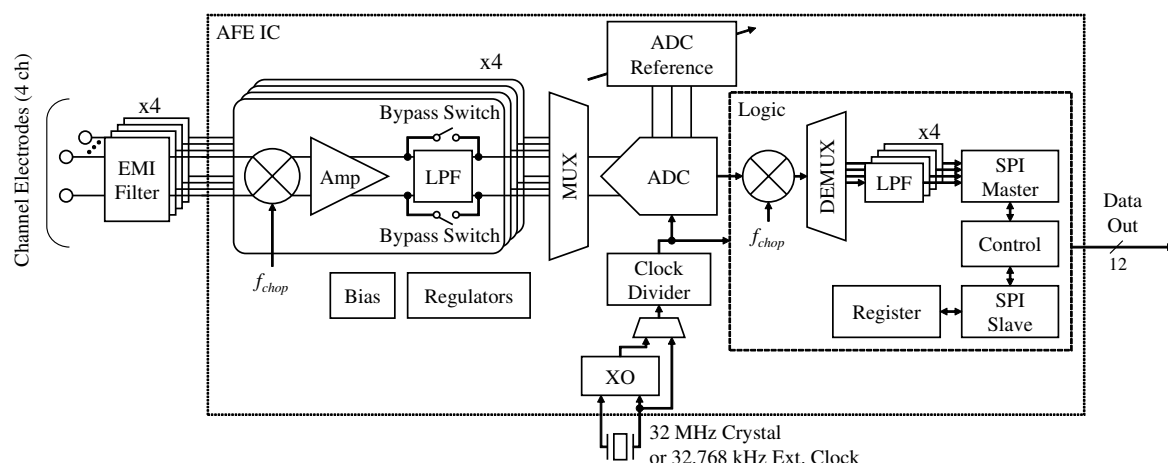 Channel Electrodes (4 ch)
AFE IC
x4
EMI
Filter
x4
Bypass Switch
Amp
LPF
Bypass Switch
f_chop
Bias
Regulators
MUX
ADC
Reference
ADC
Clock
Divider
XO
32 MHz Crystal
or 32.768 kHz Ext. Clock
Logic
f_chop
DEMUX
x4
LPF
SPI
Master
Control
SPI
Slave
Register
Data
Out
12